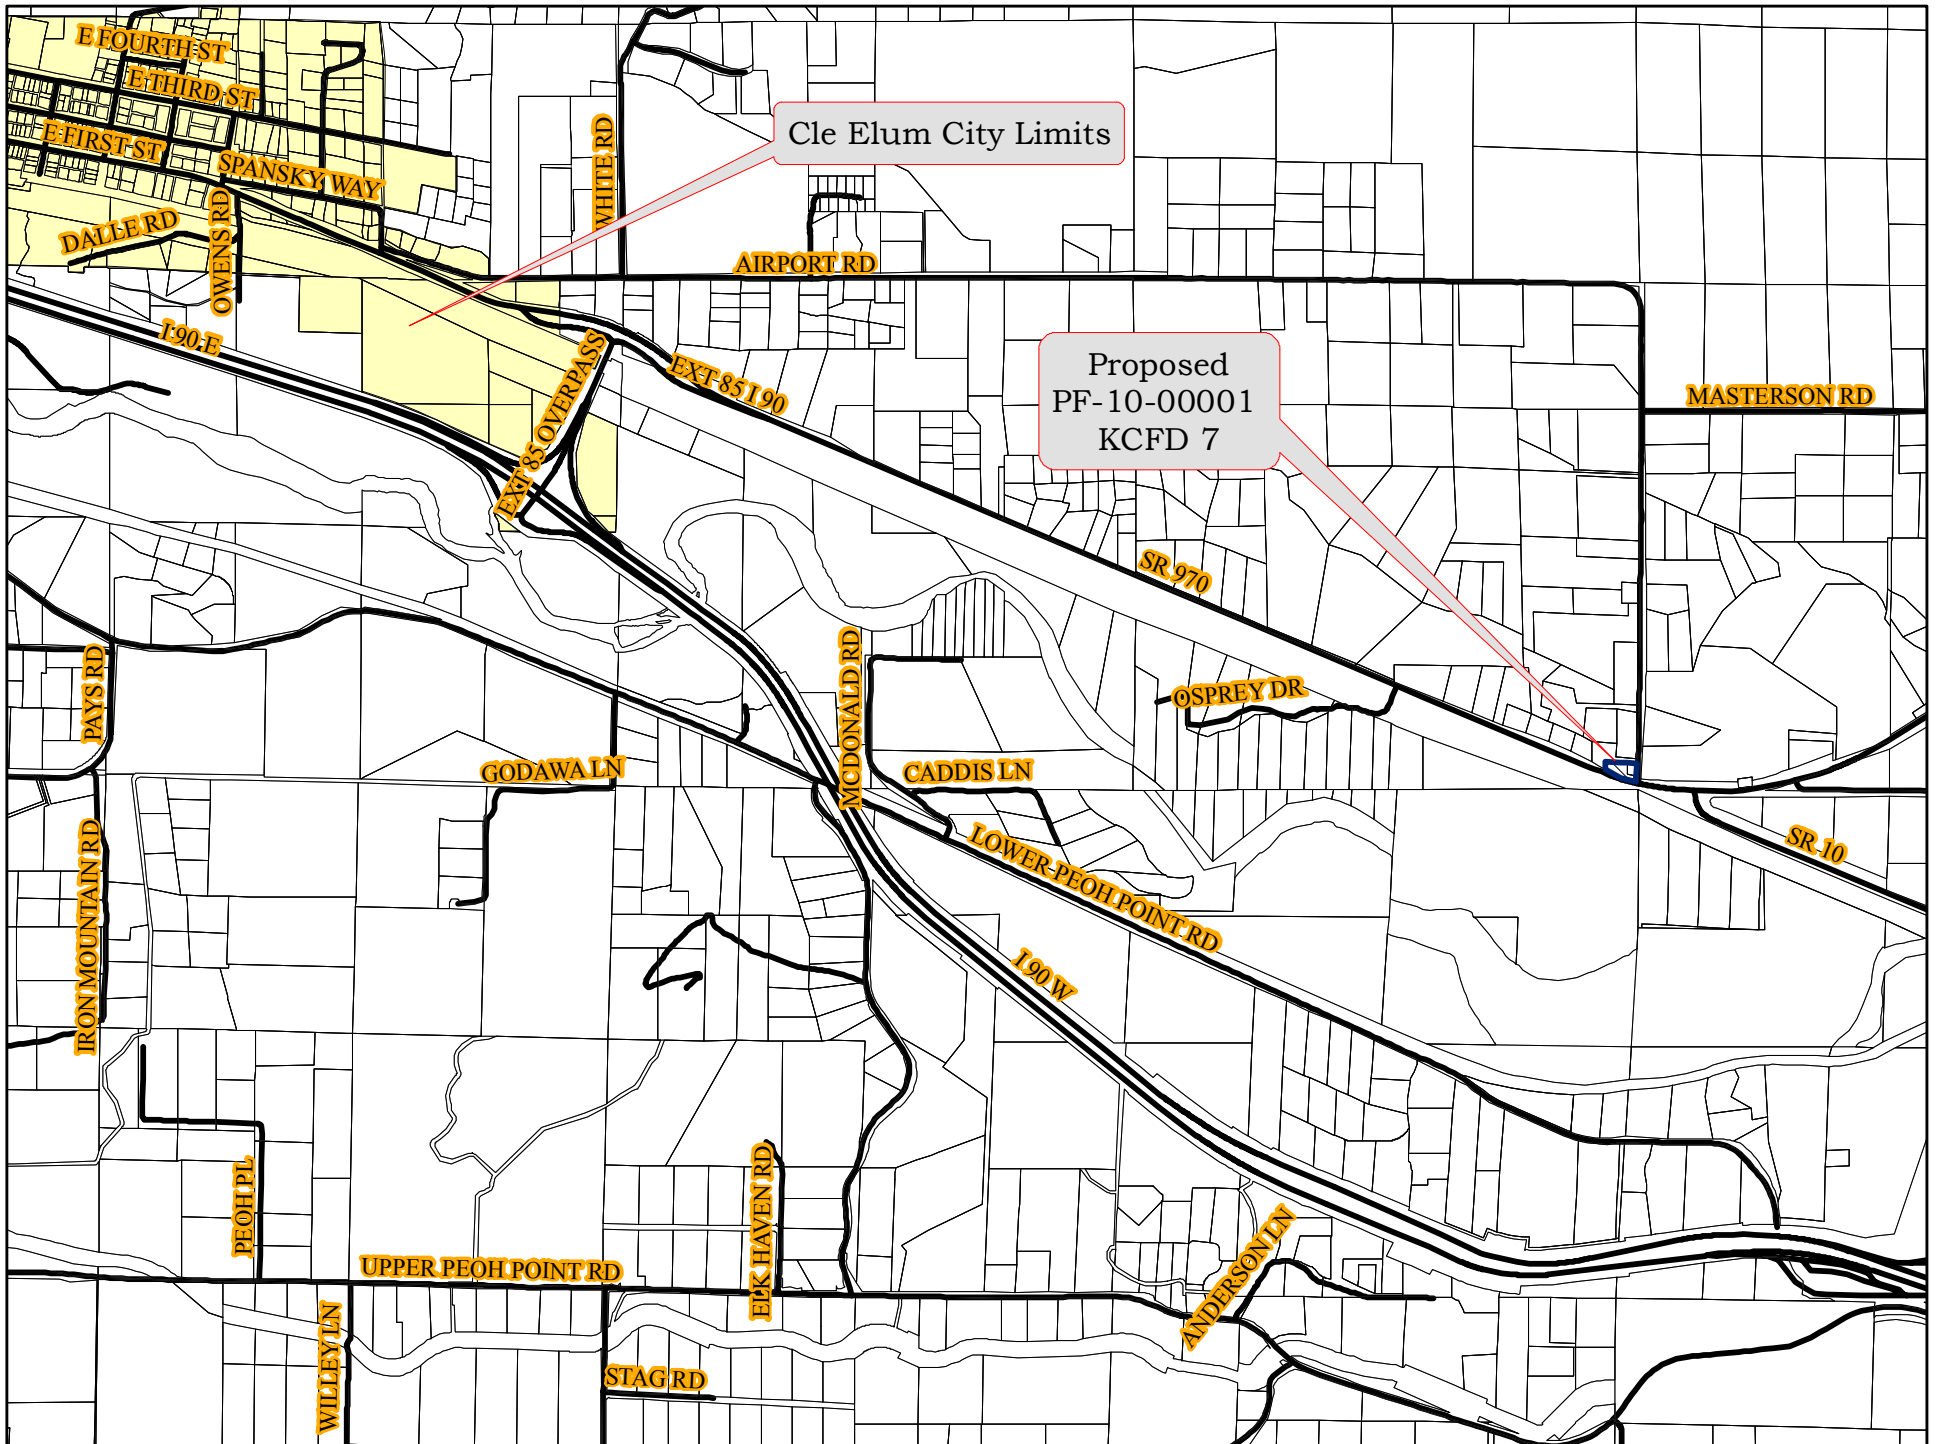 E FOURTH ST
E THIRD ST
E FIRST ST
SPANSKY WAY
DALLE RD
OWENS RD
WHITE RD
Cle Elum City Limits
AIRPORT RD
I 90 E
EXT 85 OVERPASS
EXT 85 I 90
Proposed
PF-10-00001
KCFD 7
MASTERSON RD
SR 970
PAYS RD
MCDONALD RD
OSPREY DR
GODAWA LN
CADDIS LN
IRON MOUNTAIN RD
LOWER PEOH POINT RD
SR 10
I 90 W
PEOH PL
ELK HAVEN RD
UPPER PEOH POINT RD
ANDERSON LN
WILLEY LN
STAG RD